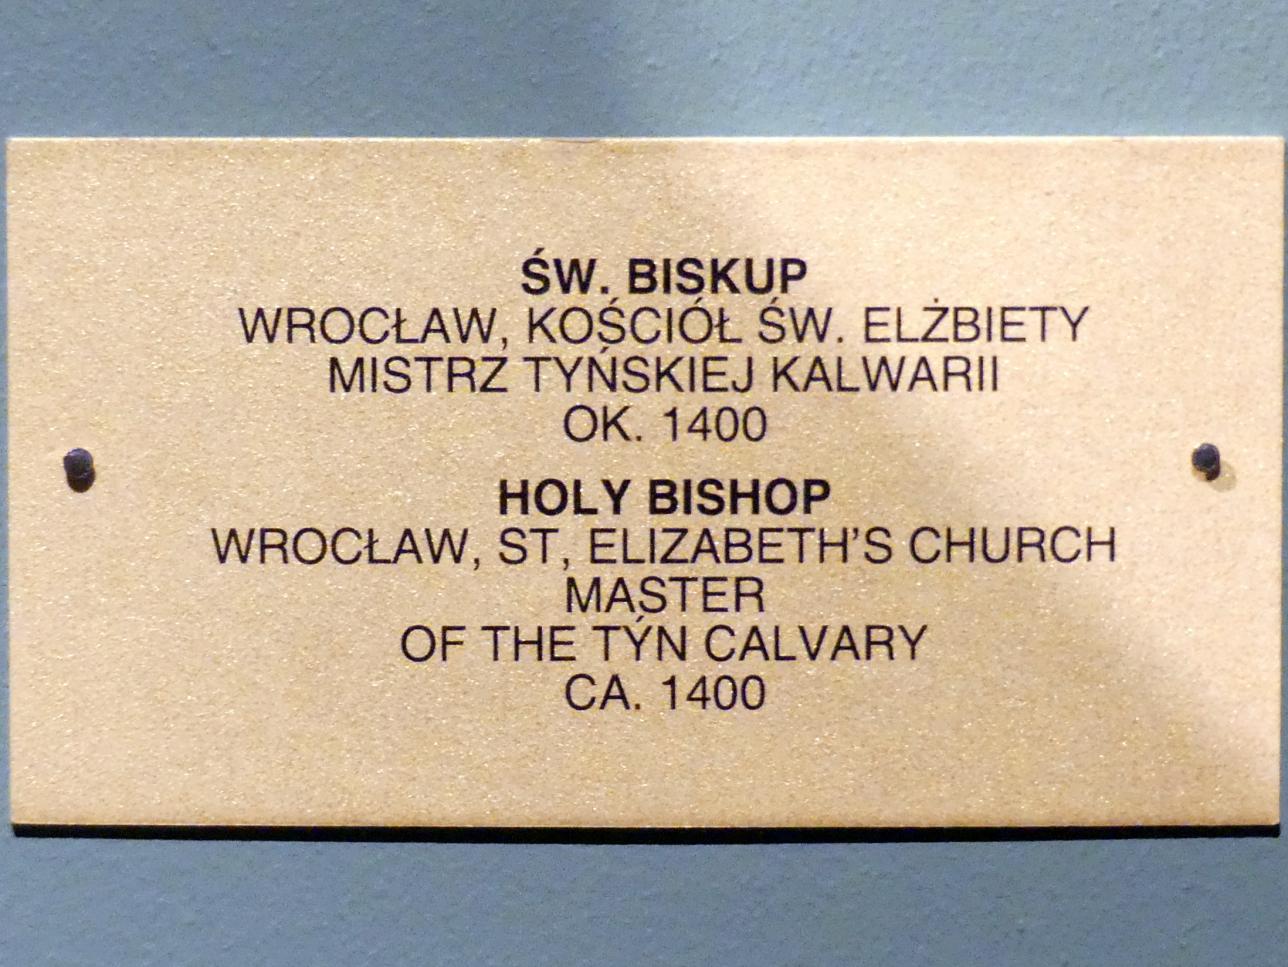 ŚW. BISKUP
WROCŁAW, KOŚCIÓŁ ŚW. ELŻBIETY
MISTRZ TYŃSKIEJ KALWARII
OK. 1400
HOLY BISHOP
WROCŁAW, ST, ELIZABETH'S CHURCH
MASTER
OF THE TÝN CALVARY
CA. 1400